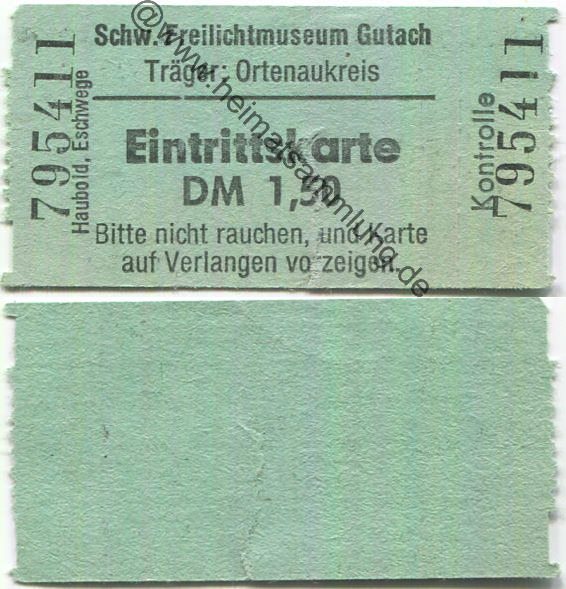 795411
Haubold, Eschwege
Schw. Freilichtmuseum Gutach
Träger: Ortenaukreis
Eintrittskarte
DM 1,50
Bitte nicht rauchen, und Karte
auf Verlangen vorzeigen.
Kontrolle
795411
@www.heimatsammlung.de